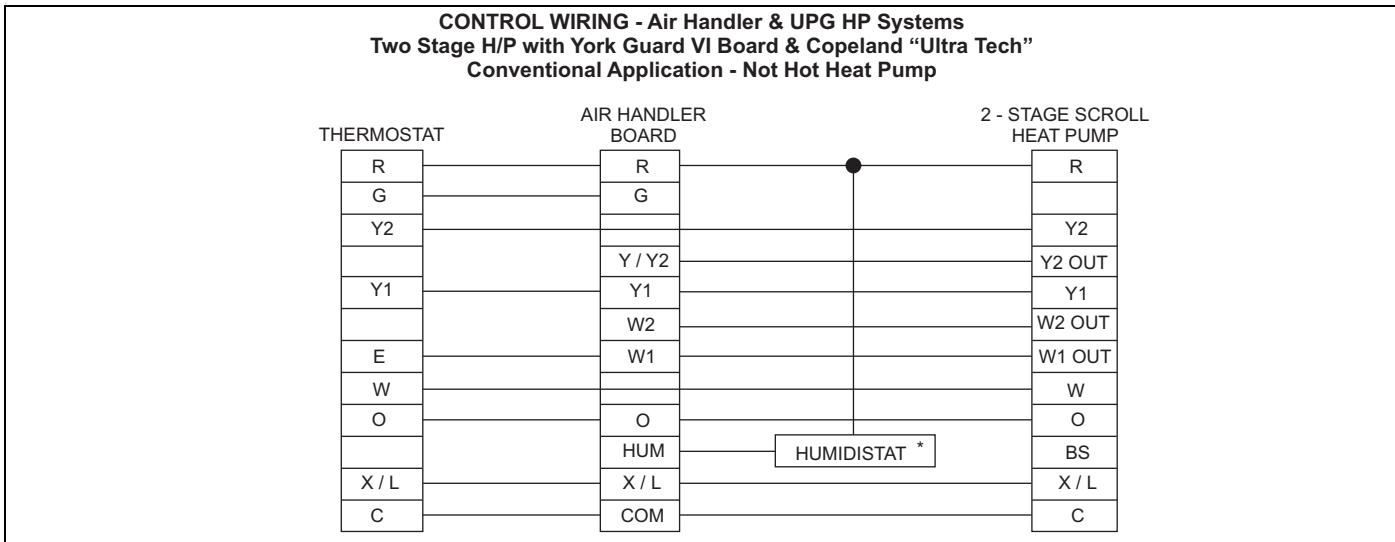 CONTROL WIRING - Air Handler & UPG HP Systems
Two Stage H/P with York Guard VI Board & Copeland “Ultra Tech”
Conventional Application - Not Hot Heat Pump
THERMOSTAT
AIR HANDLER
BOARD
2 - STAGE SCROLL
HEAT PUMP
R R R
G G
Y2 Y2
Y / Y2 Y2 OUT
Y1 Y1 Y1
W2 W2 OUT
E W1 W1 OUT
W W
O O O
HUM HUMIDISTAT * BS
X / L X / L X / L
C COM C